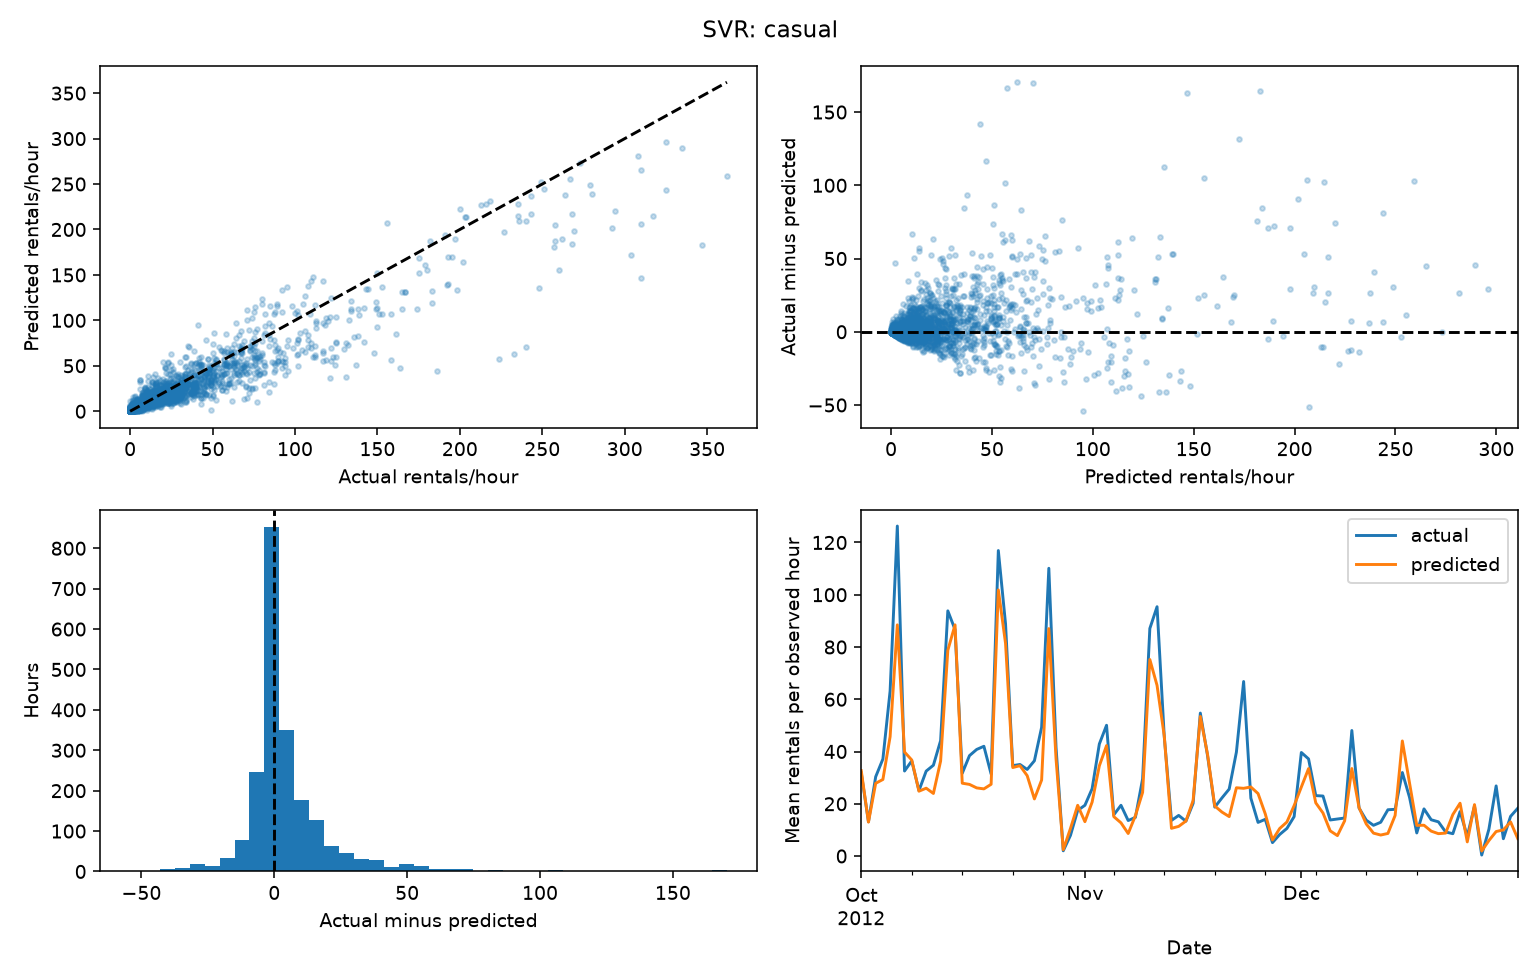 SVR: casual
350
300
250
200
150
100
50
0
Predicted rentals/hour
0 50 100 150 200 250 300 350
Actual rentals/hour
150
100
50
0
−50
Actual minus predicted
0 50 100 150 200 250 300
Predicted rentals/hour
800
700
600
500
400
300
200
100
0
Hours
−50 0 50 100 150
Actual minus predicted
120
100
80
60
40
20
0
Mean rentals per observed hour
actual
predicted
Oct Nov Dec
2012
Date